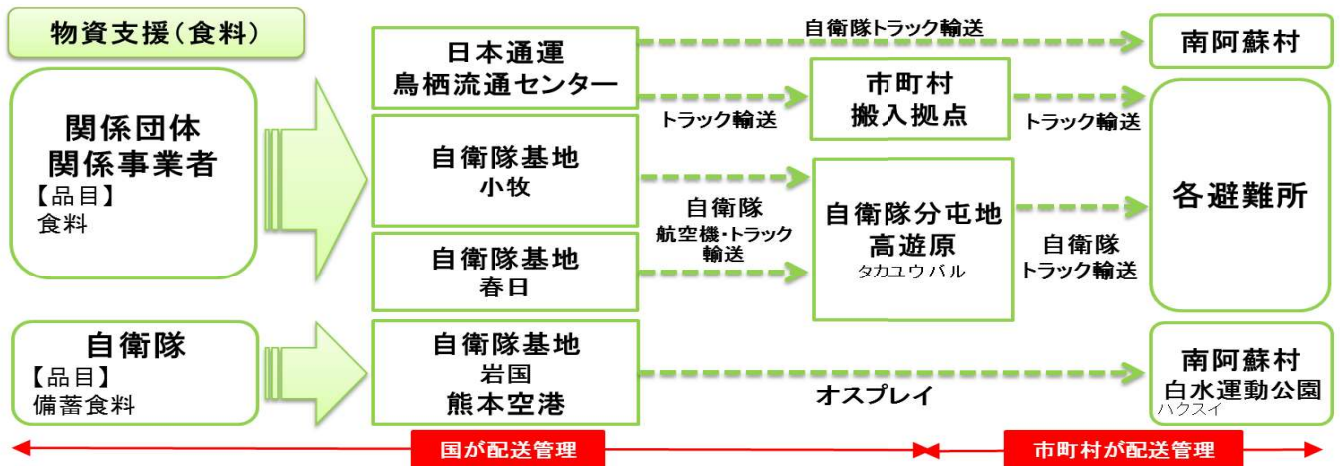 物資支援(食料)
関係団体
関係事業者
【品目】
食料
自衛隊
【品目】
備蓄食料
日本通運
鳥栖流通センター
自衛隊基地
小牧
自衛隊基地
春日
自衛隊基地
岩国
熊本空港
自衛隊トラック輸送
トラック輸送
自衛隊
航空機・トラック
輸送
オスプレイ
市町村
搬入拠点
自衛隊分屯地
高遊原
タカユウバル
トラック輸送
自衛隊
トラック輸送
南阿蘇村
各避難所
南阿蘇村
白水運動公園
ハクスイ
国が配送管理
市町村が配送管理